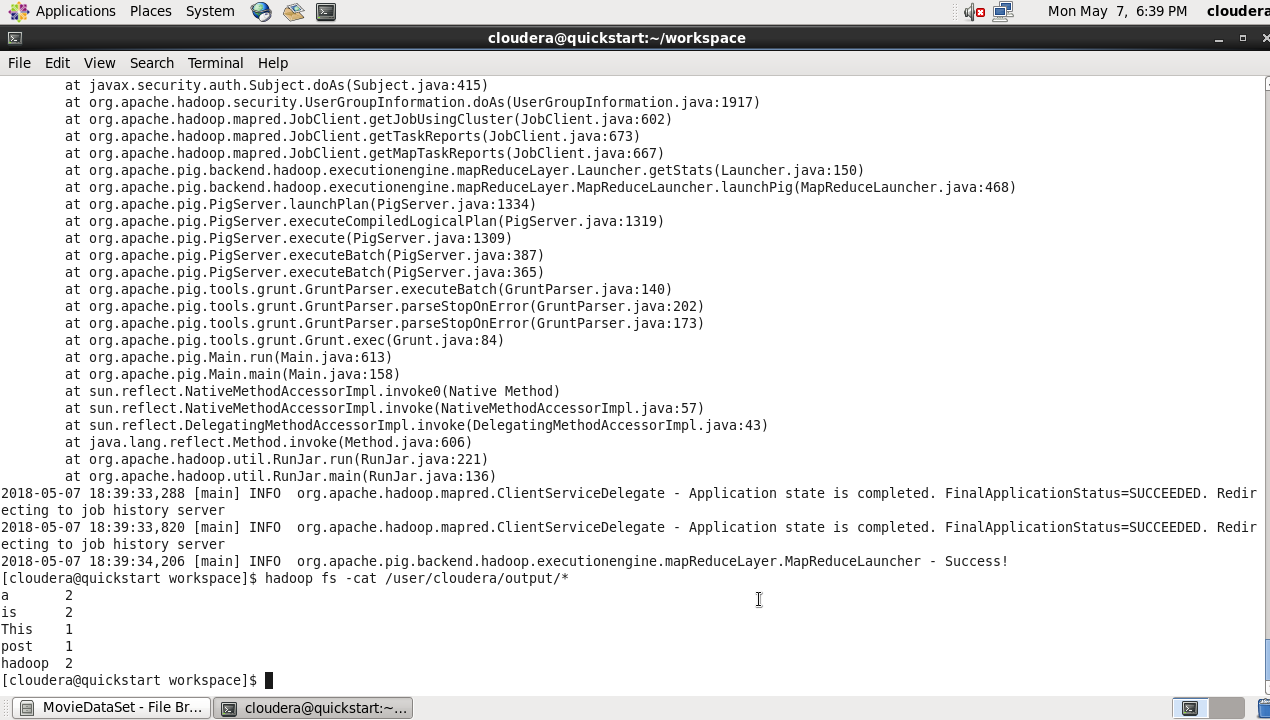 Applications Places System Mon May 7, 6:39 PM cloudera
cloudera@quickstart:~/workspace
File Edit View Search Terminal Help
at javax.security.auth.Subject.doAs(Subject.java:415)
at org.apache.hadoop.security.UserGroupInformation.doAs(UserGroupInformation.java:1917)
at org.apache.hadoop.mapred.JobClient.getJobUsingCluster(JobClient.java:602)
at org.apache.hadoop.mapred.JobClient.getTaskReports(JobClient.java:673)
at org.apache.hadoop.mapred.JobClient.getMapTaskReports(JobClient.java:667)
at org.apache.pig.backend.hadoop.executionengine.mapReduceLayer.Launcher.getStats(Launcher.java:150)
at org.apache.pig.backend.hadoop.executionengine.mapReduceLayer.MapReduceLauncher.launchPig(MapReduceLauncher.java:468)
at org.apache.pig.PigServer.launchPlan(PigServer.java:1334)
at org.apache.pig.PigServer.executeCompiledLogicalPlan(PigServer.java:1319)
at org.apache.pig.PigServer.execute(PigServer.java:1309)
at org.apache.pig.PigServer.executeBatch(PigServer.java:387)
at org.apache.pig.PigServer.executeBatch(PigServer.java:365)
at org.apache.pig.tools.grunt.GruntParser.executeBatch(GruntParser.java:140)
at org.apache.pig.tools.grunt.GruntParser.parseStopOnError(GruntParser.java:202)
at org.apache.pig.tools.grunt.GruntParser.parseStopOnError(GruntParser.java:173)
at org.apache.pig.tools.grunt.Grunt.exec(Grunt.java:84)
at org.apache.pig.Main.run(Main.java:613)
at org.apache.pig.Main.main(Main.java:158)
at sun.reflect.NativeMethodAccessorImpl.invoke0(Native Method)
at sun.reflect.NativeMethodAccessorImpl.invoke(NativeMethodAccessorImpl.java:57)
at sun.reflect.DelegatingMethodAccessorImpl.invoke(DelegatingMethodAccessorImpl.java:43)
at java.lang.reflect.Method.invoke(Method.java:606)
at org.apache.hadoop.util.RunJar.run(RunJar.java:221)
at org.apache.hadoop.util.RunJar.main(RunJar.java:136)
2018-05-07 18:39:33,288 [main] INFO  org.apache.hadoop.mapred.ClientServiceDelegate - Application state is completed. FinalApplicationStatus=SUCCEEDED. Redir
ecting to job history server
2018-05-07 18:39:33,820 [main] INFO  org.apache.hadoop.mapred.ClientServiceDelegate - Application state is completed. FinalApplicationStatus=SUCCEEDED. Redir
ecting to job history server
2018-05-07 18:39:34,206 [main] INFO  org.apache.pig.backend.hadoop.executionengine.mapReduceLayer.MapReduceLauncher - Success!
[cloudera@quickstart workspace]$ hadoop fs -cat /user/cloudera/output/*
a 2
is 2
This 1
post 1
hadoop 2
[cloudera@quickstart workspace]$
MovieDataSet - File Br... cloudera@quickstart:~...